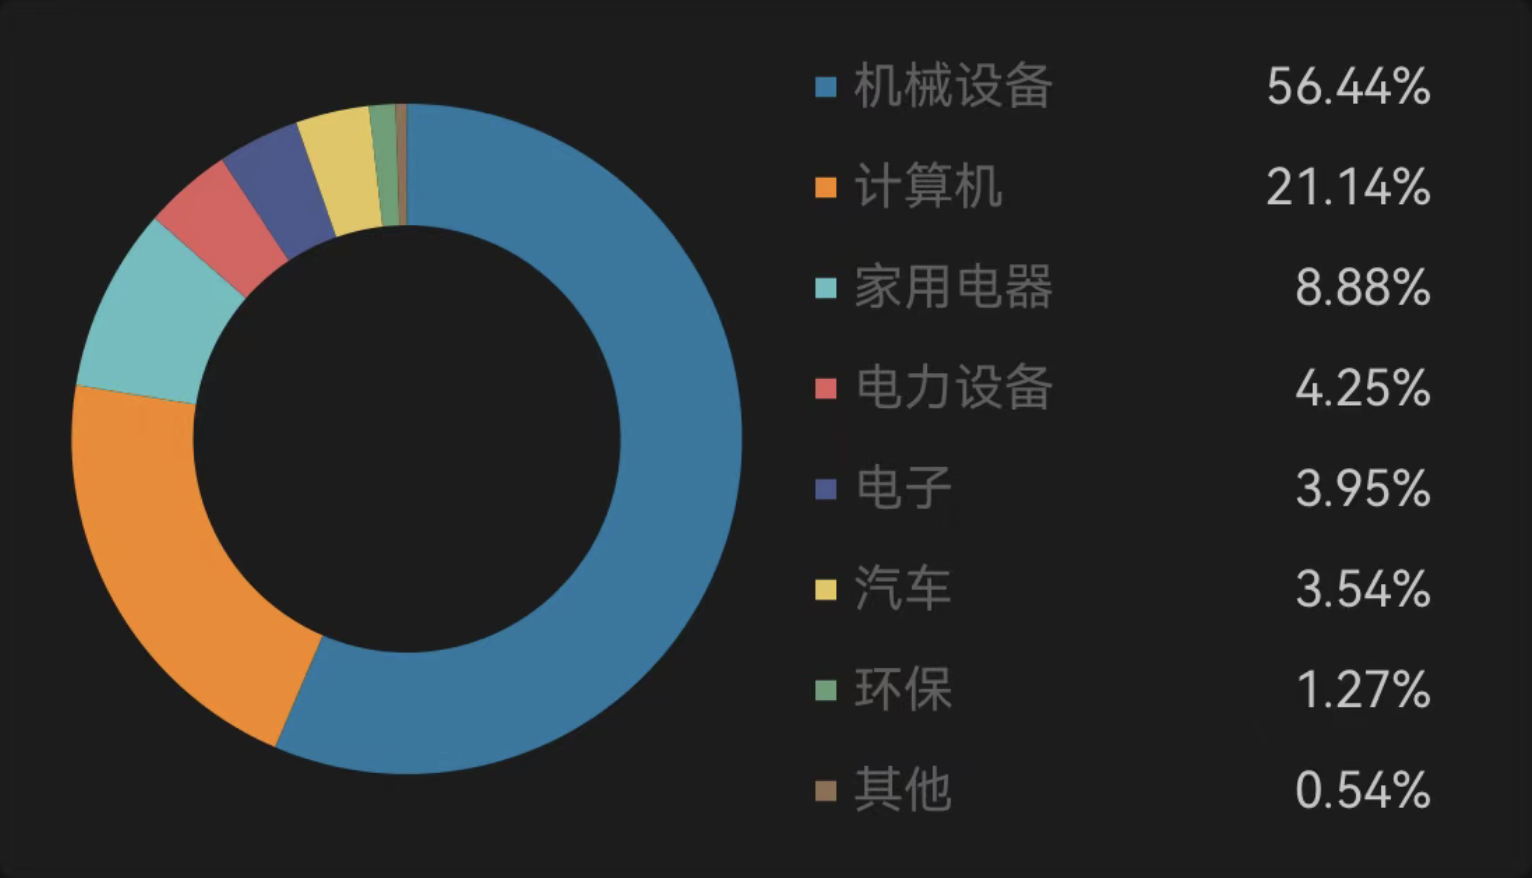 机械设备 56.44%
计算机 21.14%
家用电器 8.88%
电力设备 4.25%
电子 3.95%
汽车 3.54%
环保 1.27%
其他 0.54%